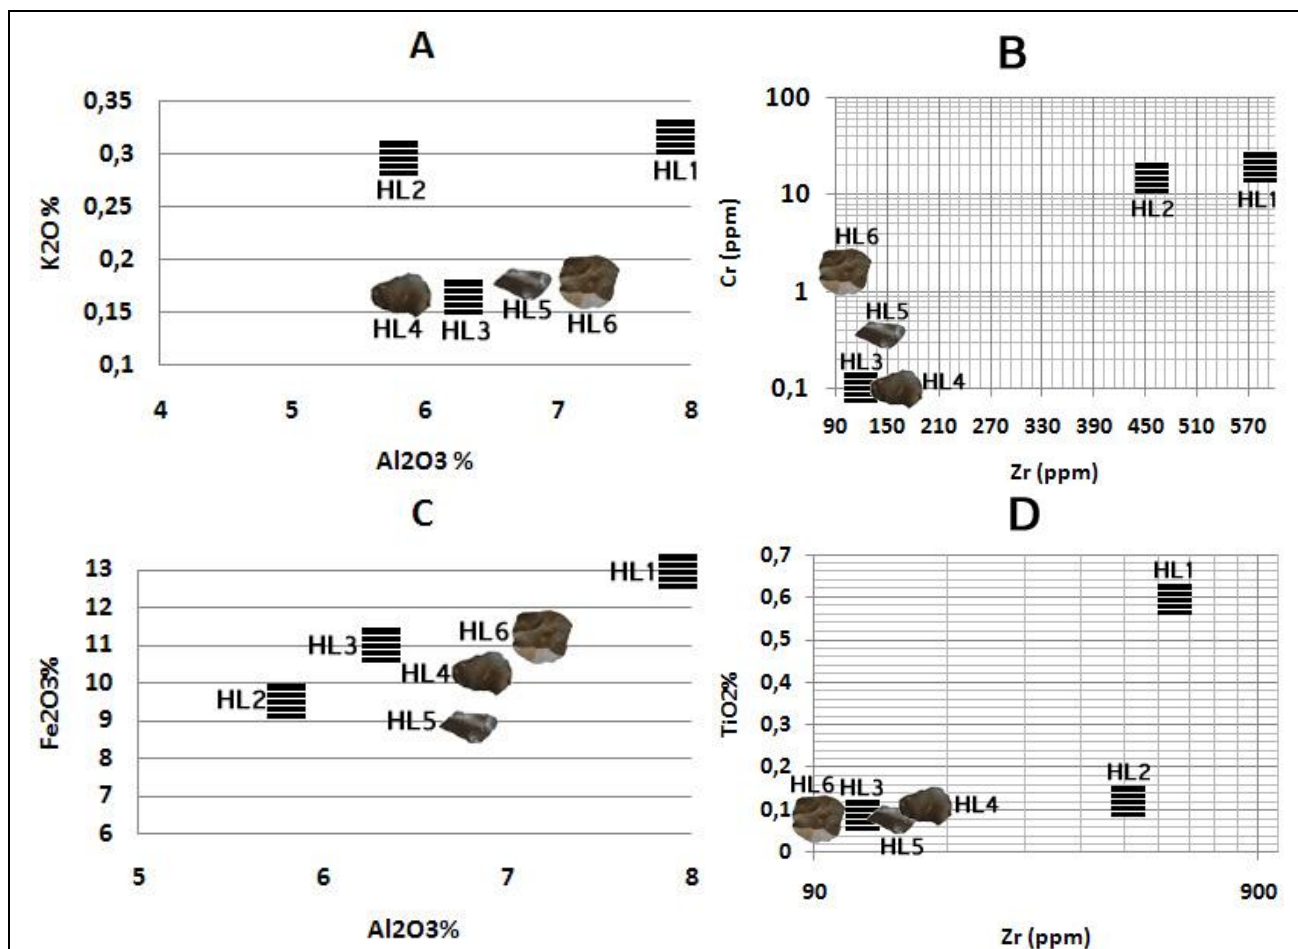 A
K2O %
0,35
0,3
0,25
0,2
0,15
0,1
HL2
HL1
HL4
HL3
HL5
HL6
4 5 6 7 8
Al2O3 %
B
Cr (ppm)
100
10
1
0,1
HL6
HL5
HL3
HL4
HL2
HL1
90 150 210 270 330 390 450 510 570
Zr (ppm)
C
Fe2O3%
13
12
11
10
9
8
7
6
HL1
HL6
HL3
HL4
HL2
HL5
5 6 7 8
Al2O3%
D
TiO2%
0,7
0,6
0,5
0,4
0,3
0,2
0,1
0
HL1
HL2
HL6
HL3
HL4
HL5
90 900
Zr (ppm)